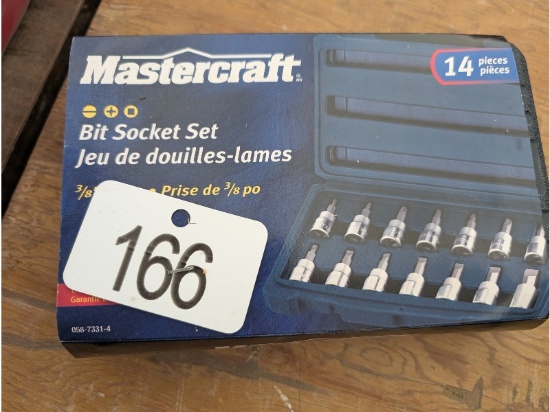 Mastercraft
14 pieces
pièces
Bit Socket Set
Jeu de douilles-lames
3/8 Prise de 3/8 po
166
Garantie
058-7331-4